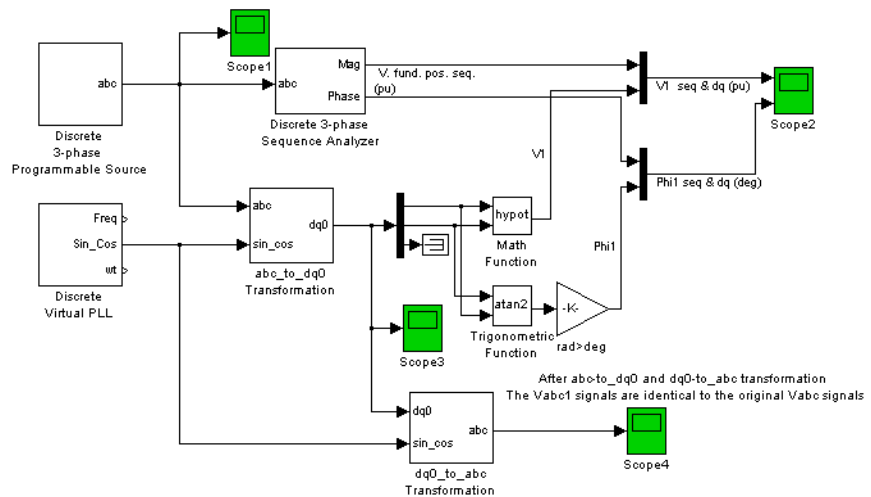 abc
Discrete
3-phase
Programmable Source
Scope1
abc
Mag
Phase
Discrete 3-phase
Sequence Analyzer
V. fund. pos. seq.
(pu)
V1 seq & dq (pu)
Scope2
Phi1 seq & dq (deg)
V1
Phi1
Freq
Sin_Cos
wt
Discrete
Virtual PLL
abc
sin_cos
dq0
abc_to_dq0
Transformation
hypot
Math
Function
atan2
Trigonometric
Function
-K-
rad>deg
Scope3
After abc-to_dq0 and dq0-to_abc transformation
The Vabc1 signals are identical to the original Vabc signals
dq0
sin_cos
abc
dq0_to_abc
Transformation
Scope4